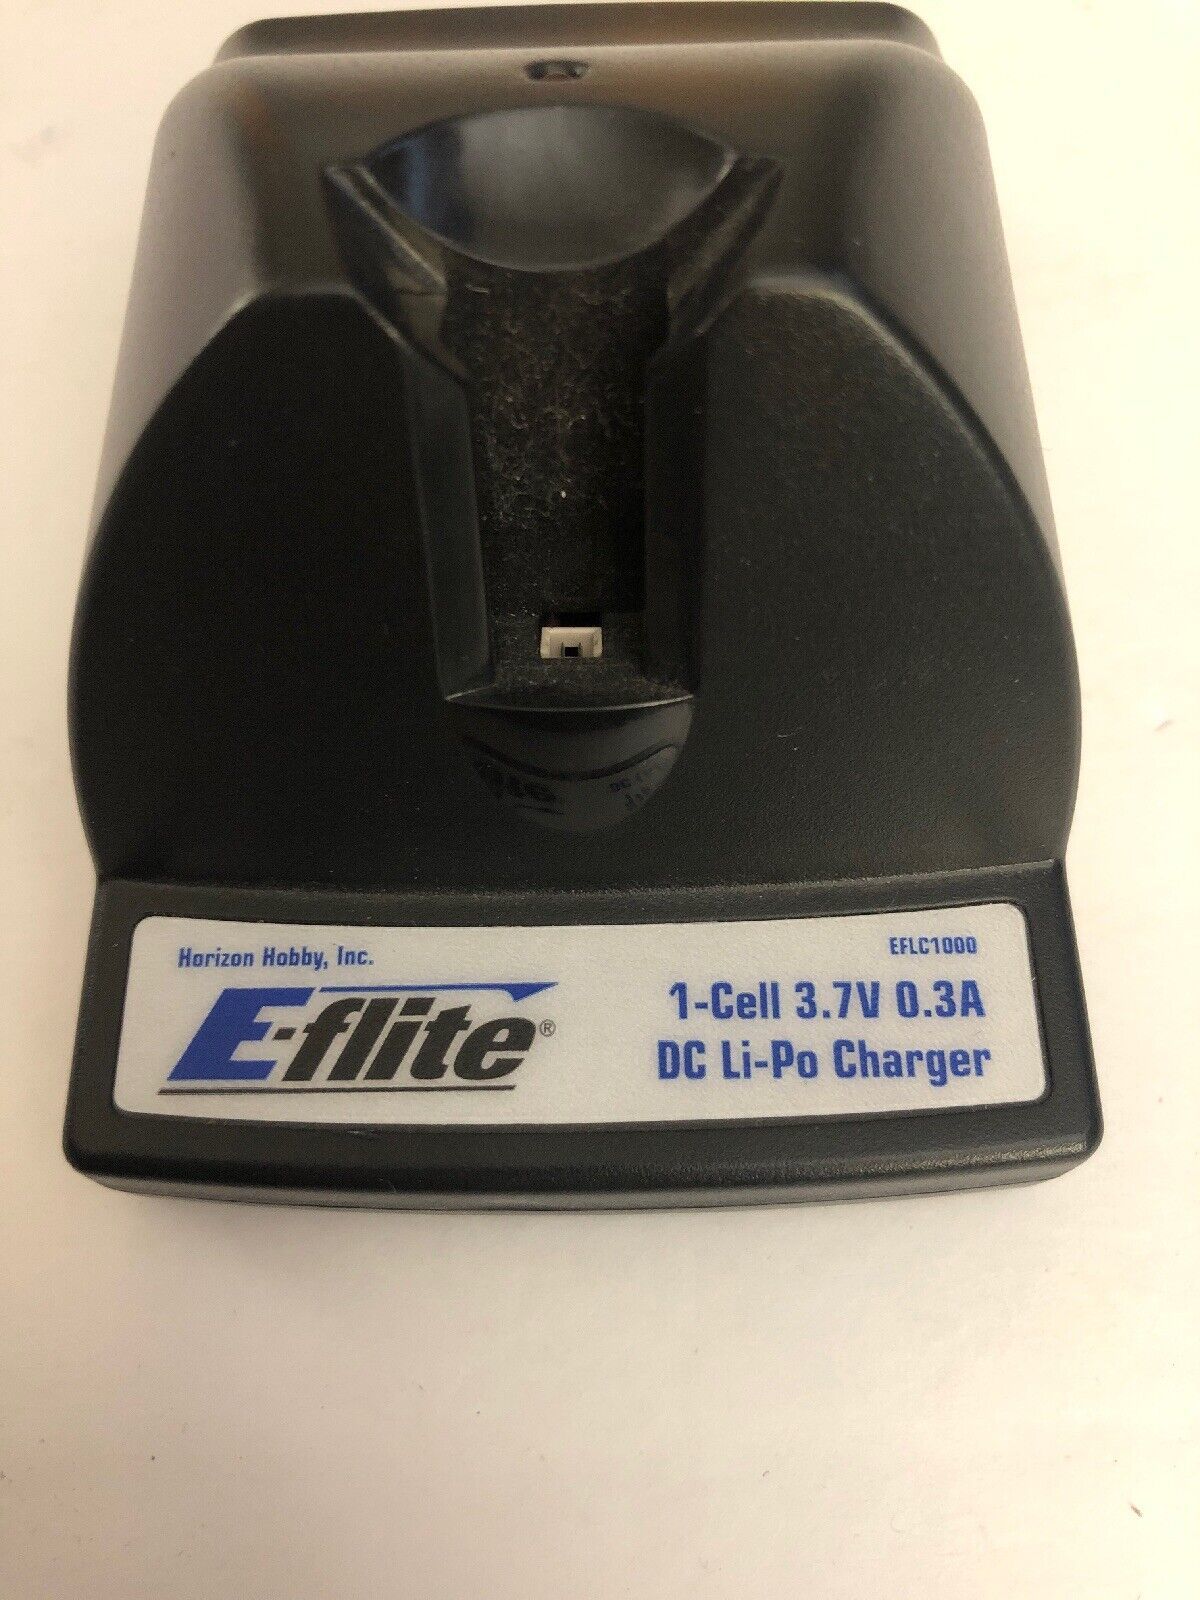 Horizon Hobby, Inc.
EFLC1000
E-flite®
1-Cell 3.7V 0.3A
DC Li-Po Charger